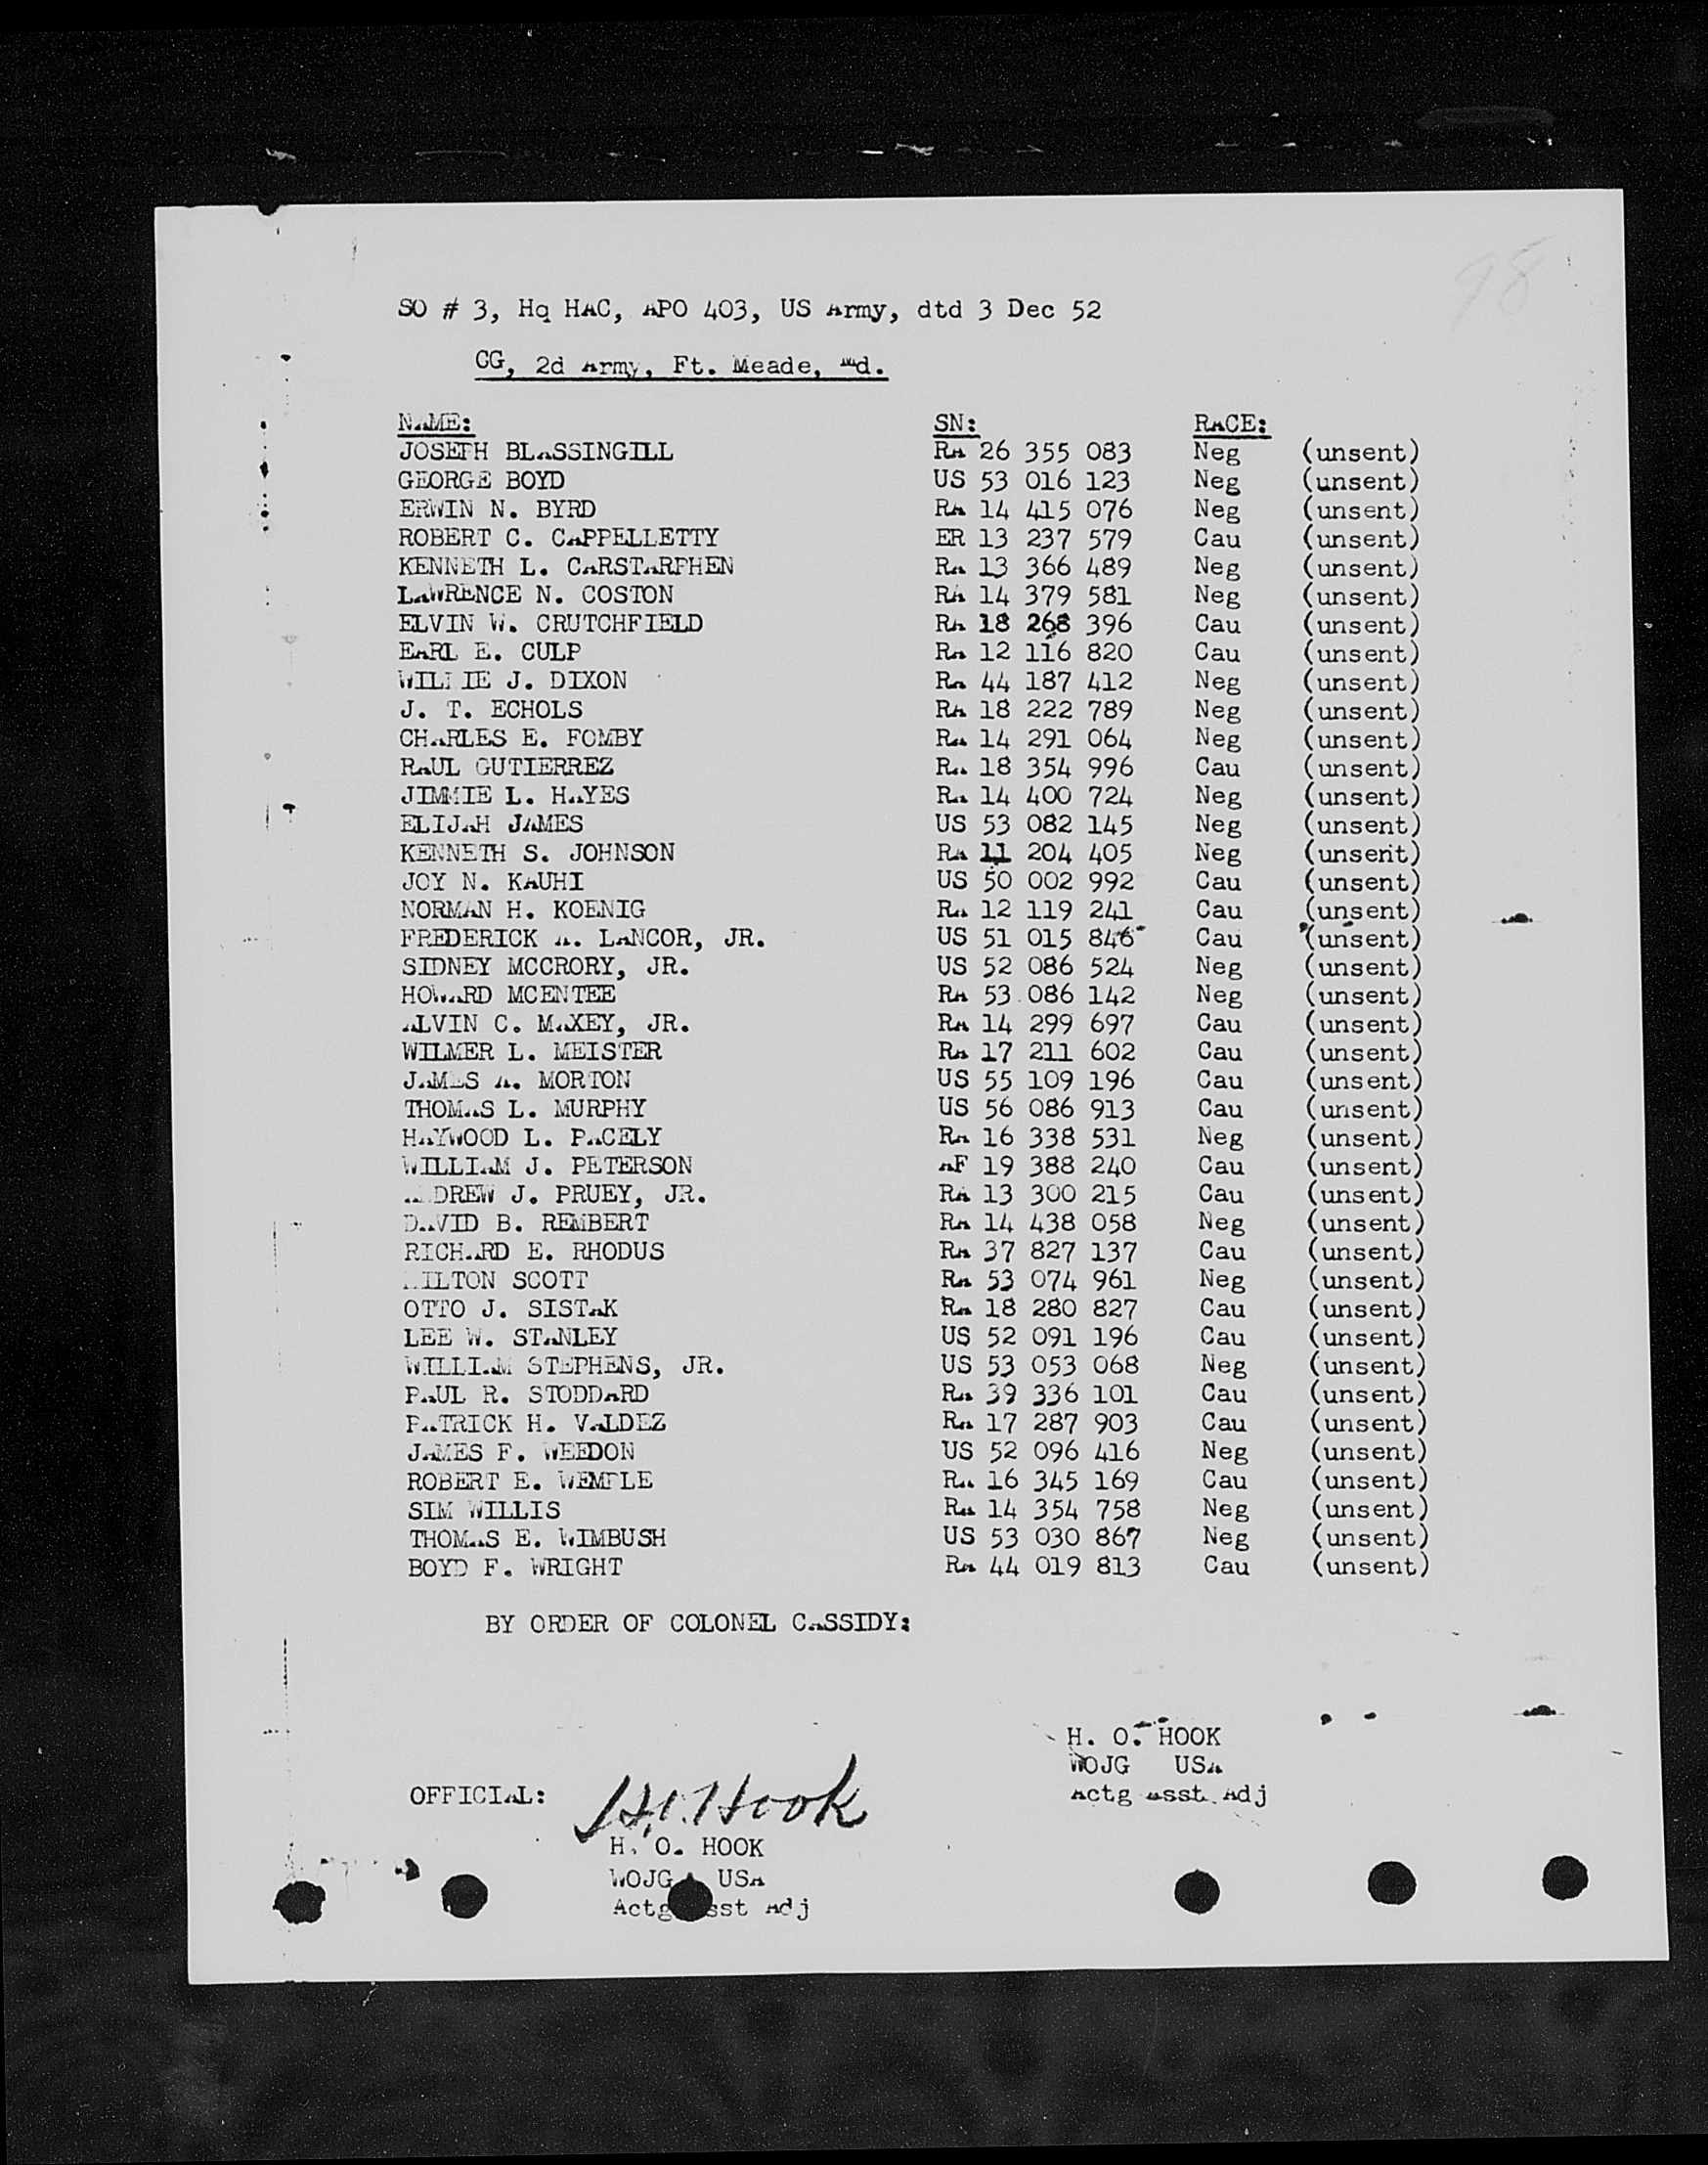 98
SO # 3, Hq HAC, APO 403, US Army, dtd 3 Dec 52
CG, 2d Army, Ft. Meade, Md.
NAME: SN: RACE:
JOSEPH BLASSINGILL RA 26 355 083 Neg (unsent)
GEORGE BOYD US 53 016 123 Neg (unsent)
ERWIN N. BYRD RA 14 415 076 Neg (unsent)
ROBERT C. CAPPELLETTY ER 13 237 579 Cau (unsent)
KENNETH L. CARSTARPHEN RA 13 366 489 Neg (unsent)
LAWRENCE N. COSTON RA 14 379 581 Neg (unsent)
ELVIN W. CRUTCHFIELD RA 18 268 396 Cau (unsent)
EARL E. CULP RA 12 116 820 Cau (unsent)
WILLIE J. DIXON RA 44 187 412 Neg (unsent)
J. T. ECHOLS RA 18 222 789 Neg (unsent)
CHARLES E. FOMBY RA 14 291 064 Neg (unsent)
RAUL GUTIERREZ RA 18 354 996 Cau (unsent)
JIMMIE L. HAYES RA 14 400 724 Neg (unsent)
ELIJAH JAMES US 53 082 145 Neg (unsent)
KENNETH S. JOHNSON RA 11 204 405 Neg (unsent)
JOY N. KAUHI US 50 002 992 Cau (unsent)
NORMAN H. KOENIG RA 12 119 241 Cau (unsent)
FREDERICK A. LANCOR, JR. US 51 015 846 Cau (unsent)
SIDNEY MCCRORY, JR. US 52 086 524 Neg (unsent)
HOWARD MCENTEE RA 53 086 142 Neg (unsent)
ALVIN C. MAXEY, JR. RA 14 299 697 Cau (unsent)
WILMER L. MEISTER RA 17 211 602 Cau (unsent)
JAMES A. MORTON US 55 109 196 Cau (unsent)
THOMAS L. MURPHY US 56 086 913 Cau (unsent)
HAYWOOD L. PACELY RA 16 338 531 Neg (unsent)
WILLIAM J. PETERSON AF 19 388 240 Cau (unsent)
ANDREW J. PRUEY, JR. RA 13 300 215 Cau (unsent)
DAVID B. REMBERT RA 14 438 058 Neg (unsent)
RICHARD E. RHODUS RA 37 827 137 Cau (unsent)
MILTON SCOTT RA 53 074 961 Neg (unsent)
OTTO J. SISTAK RA 18 280 827 Cau (unsent)
LEE W. STANLEY US 52 091 196 Cau (unsent)
WILLIAM STEPHENS, JR. US 53 053 068 Neg (unsent)
PAUL R. STODDARD RA 39 336 101 Cau (unsent)
PATRICK H. VALDEZ RA 17 287 903 Cau (unsent)
JAMES F. WEEDON US 52 096 416 Neg (unsent)
ROBERT E. WEMPLE RA 16 345 169 Cau (unsent)
SIM WILLIS RA 14 354 758 Neg (unsent)
THOMAS E. WIMBUSH US 53 030 867 Neg (unsent)
BOYD F. WRIGHT RA 44 019 813 Cau (unsent)
BY ORDER OF COLONEL CASSIDY:
H. O. HOOK
WOJG USA
Actg Asst Adj
OFFICIAL: H.O. Hook
H. O. HOOK
WOJG USA
Actg Asst Adj